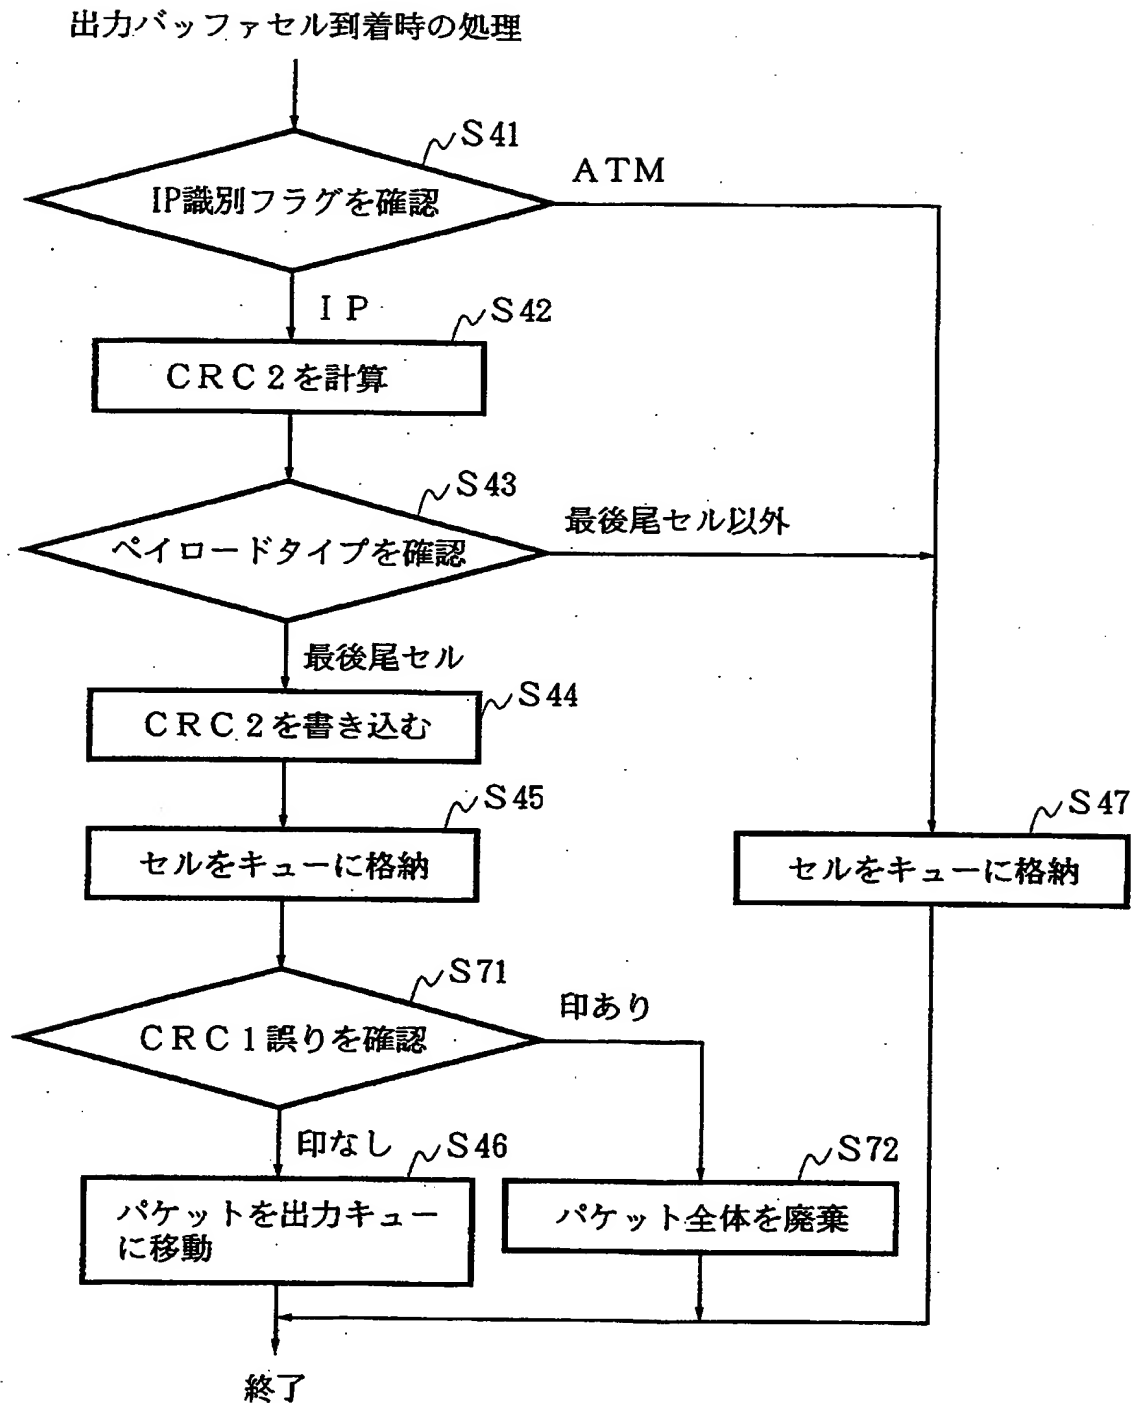 出力バッファセル到着時の処理
S41
ATM
IP識別フラグを確認
IP
S42
CRC2を計算
S43
最後尾セル以外
ペイロードタイプを確認
最後尾セル
S44
CRC2を書き込む
S45
S47
セルをキューに格納
セルをキューに格納
S71
印あり
CRC1誤りを確認
印なし
S46
S72
パケットを出力キュー
に移動
パケット全体を廃棄
終了